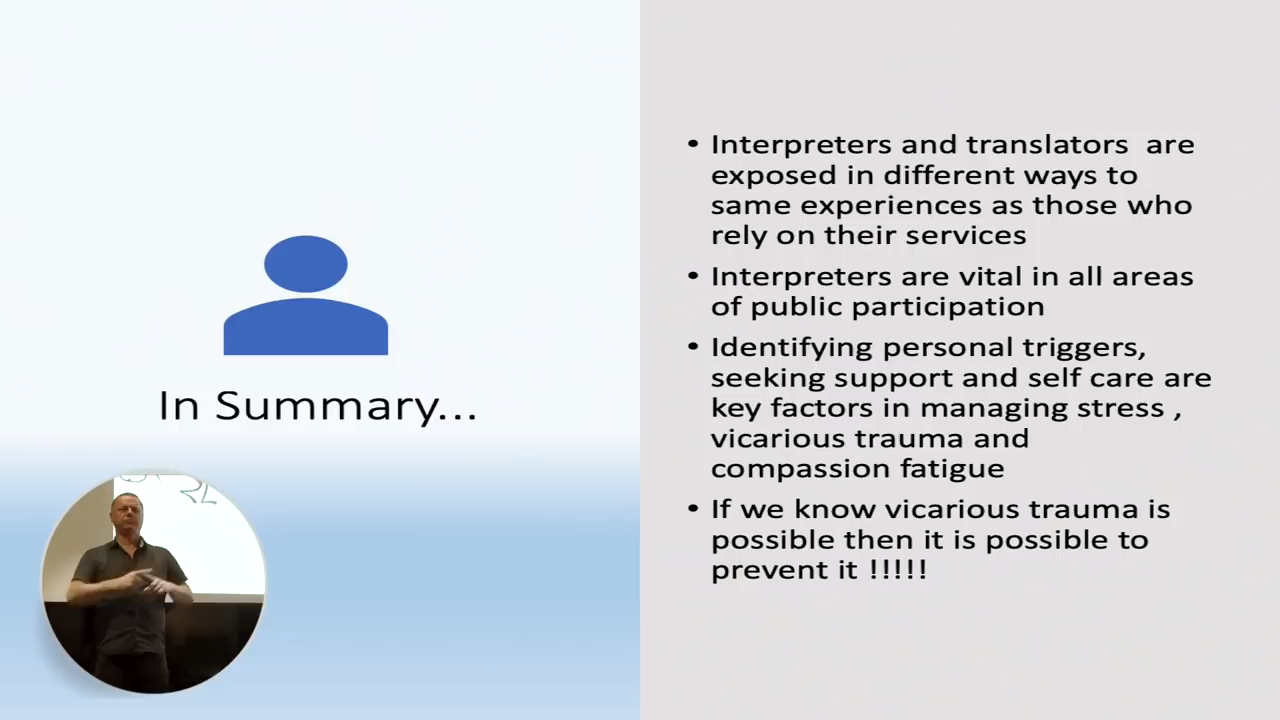 In Summary...
• Interpreters and translators  are
exposed in different ways to
same experiences as those who
rely on their services
• Interpreters are vital in all areas
of public participation
• Identifying personal triggers,
seeking support and self care are
key factors in managing stress ,
vicarious trauma and
compassion fatigue
• If we know vicarious trauma is
possible then it is possible to
prevent it !!!!!